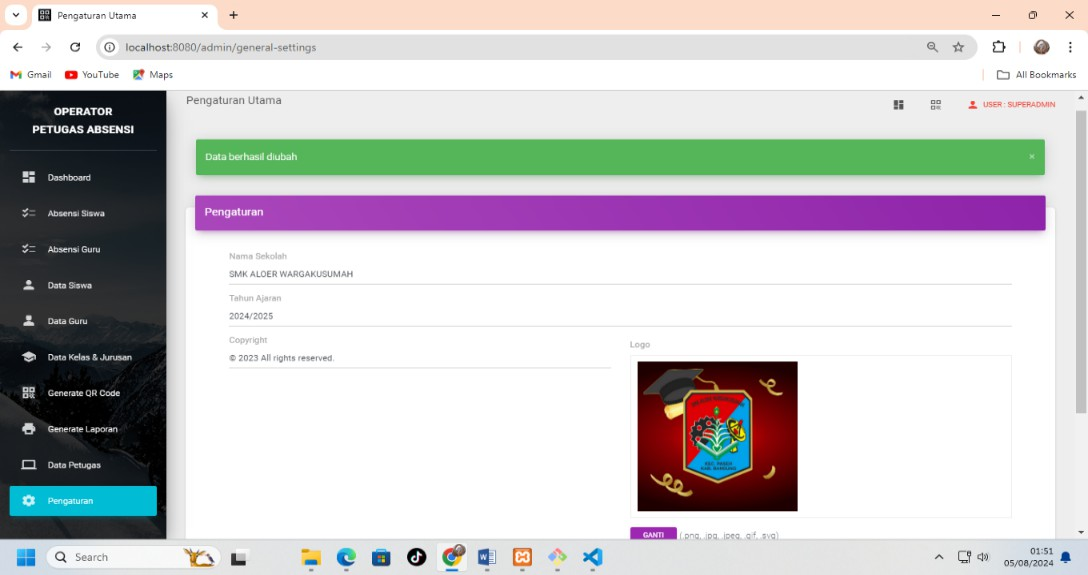 Pengaturan Utama
localhost:8080/admin/general-settings
Gmail YouTube Maps All Bookmarks
OPERATOR
PETUGAS ABSENSI
Pengaturan Utama
USER : SUPERADMIN
Data berhasil diubah
Dashboard
Absensi Siswa
Absensi Guru
Data Siswa
Data Guru
Data Kelas & Jurusan
Generate QR Code
Generate Laporan
Data Petugas
Pengaturan
Pengaturan
Nama Sekolah
SMK ALOER WARGAKUSUMAH
Tahun Ajaran
2024/2025
Copyright
© 2023 All rights reserved.
Logo
GANTI (.png, .jpg, .jpeg, .gif, .svg)
Search
01:51
05/08/2024